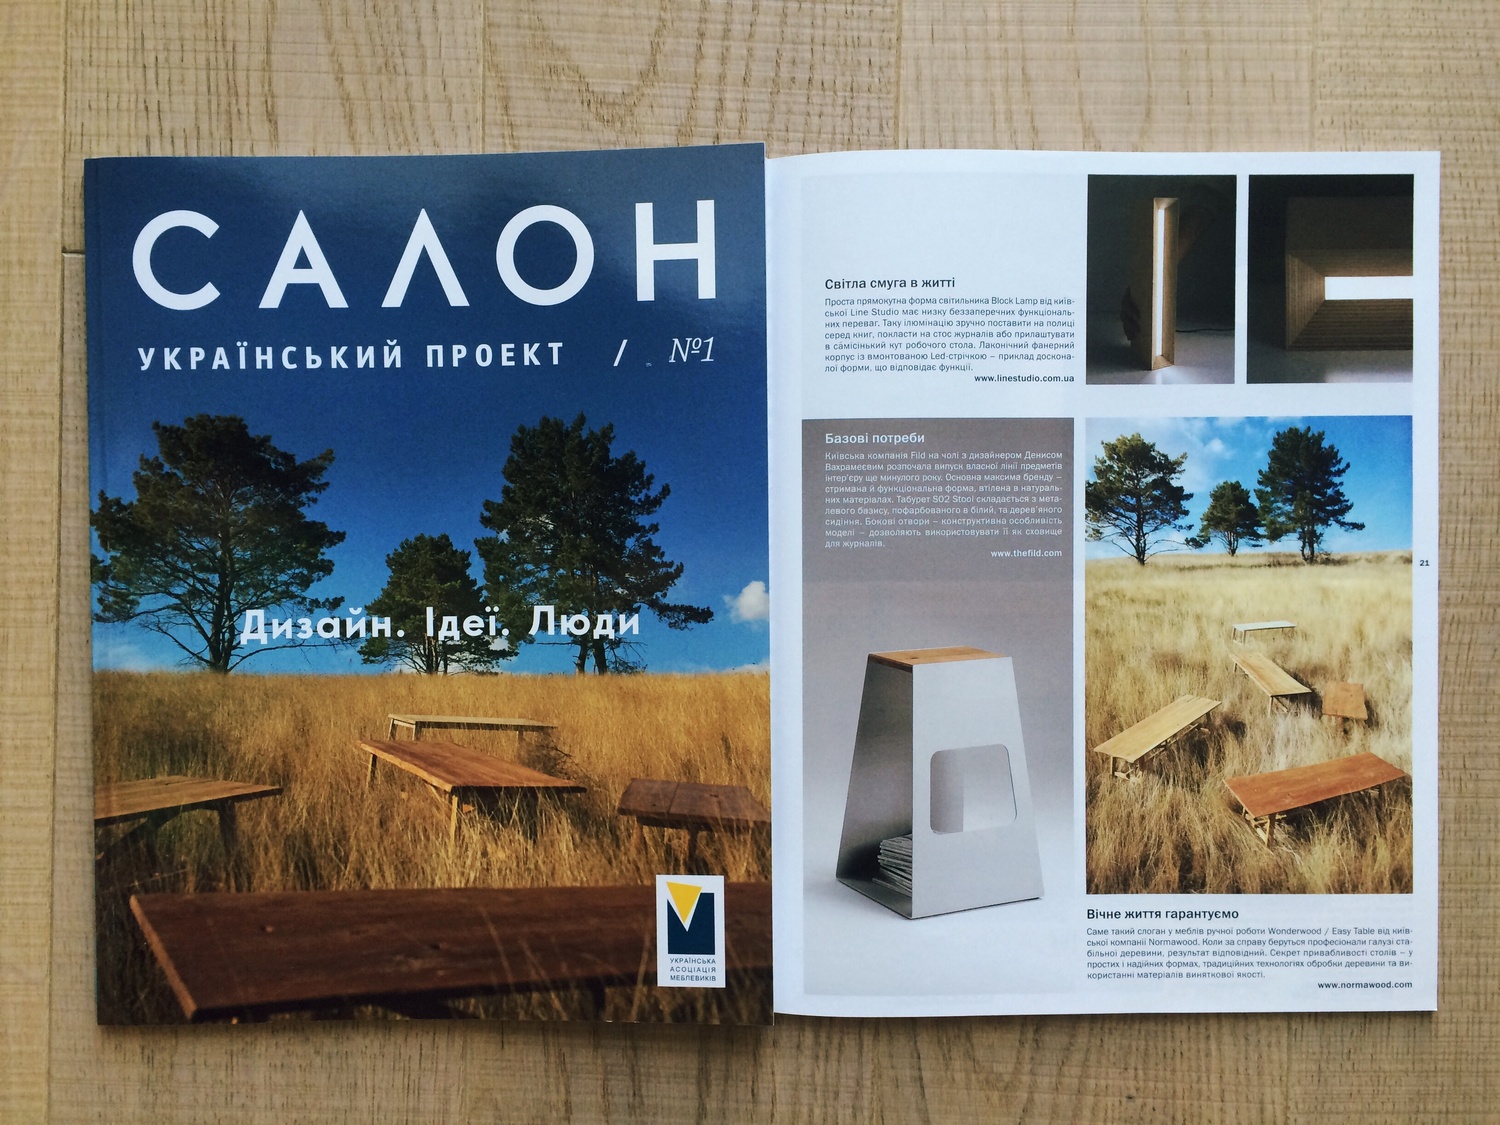 САЛОН
УКРАЇНСЬКИЙ ПРОЕКТ / №1
Дизайн. Ідеї. Люди
УКРАЇНСЬКА
АСОЦІАЦІЯ
МЕБЛЕВИКІВ
Світла смуга в житті
Проста прямокутна форма світильника Block Lamp від київ-
ської Line Studio має низку беззаперечних функціональ-
них переваг. Таку ілюмінацію зручно поставити на полиці
серед книг, покласти на стос журналів або прилаштувати
в самісінький кут робочого стола. Лаконічний фанерний
корпус із вмонтованою Led-стрічкою – приклад доскона-
лої форми, що відповідає функції.
www.linestudio.com.ua
Базові потреби
Київська компанія Fild на чолі з дизайнером Денисом
Вахрамеєвим розпочала випуск власної лінії предметів
інтер'єру ще минулого року. Основна максима бренду –
стримана й функціональна форма, втілена в натураль-
них матеріалах. Табурет S02 Stool складається з мета-
левого базису, пофарбованого в білий, та дерев'яного
сидіння. Бокові отвори – конструктивна особливість
моделі – дозволяють використовувати її як сховище
для журналів.
www.thefild.com
21
Вічне життя гарантуємо
Саме такий слоган у меблів ручної роботи Wonderwood / Easy Table від київ-
ської компанії Normawood. Коли за справу беруться професіонали галузі ста-
більної деревини, результат відповідний. Секрет привабливості столів – у
простих і надійних формах, традиційних технологіях обробки деревини та ви-
користанні матеріалів виняткової якості.
www.normawood.com